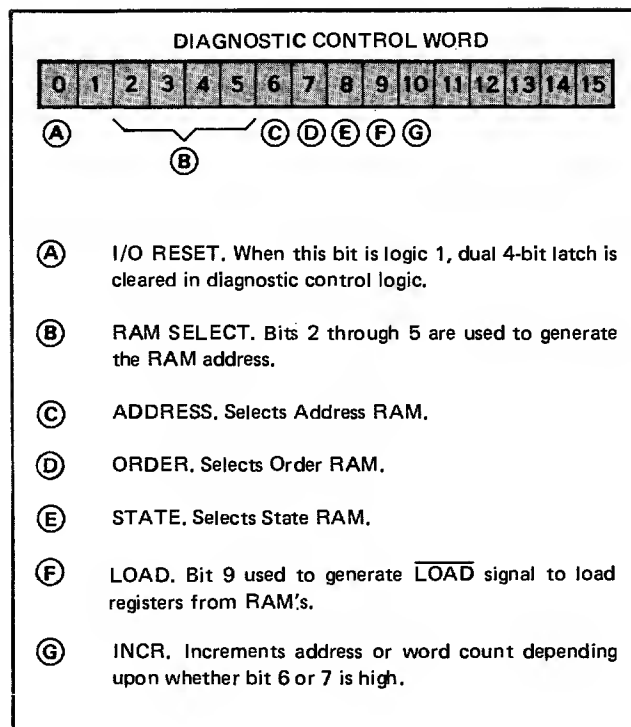 DIAGNOSTIC CONTROL WORD
0 1 2 3 4 5 6 7 8 9 10 11 12 13 14 15
A B C D E F G
A I/O RESET. When this bit is logic 1, dual 4-bit latch is
cleared in diagnostic control logic.
B RAM SELECT. Bits 2 through 5 are used to generate
the RAM address.
C ADDRESS. Selects Address RAM.
D ORDER. Selects Order RAM.
E STATE. Selects State RAM.
F LOAD. Bit 9 used to generate LOAD signal to load
registers from RAM's.
G INCR. Increments address or word count depending
upon whether bit 6 or 7 is high.